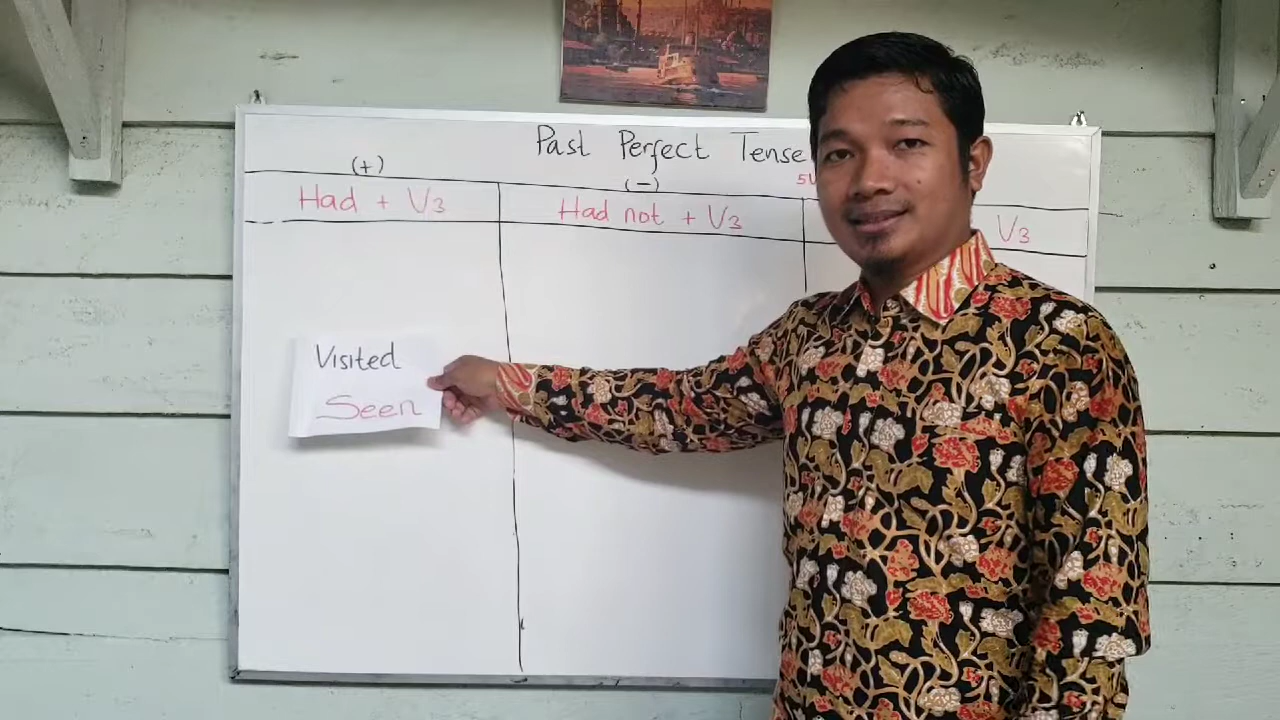 Past Perfect Tense
(+)
(-)
Had + V3
Had not + V3
V3
Visited
Seen